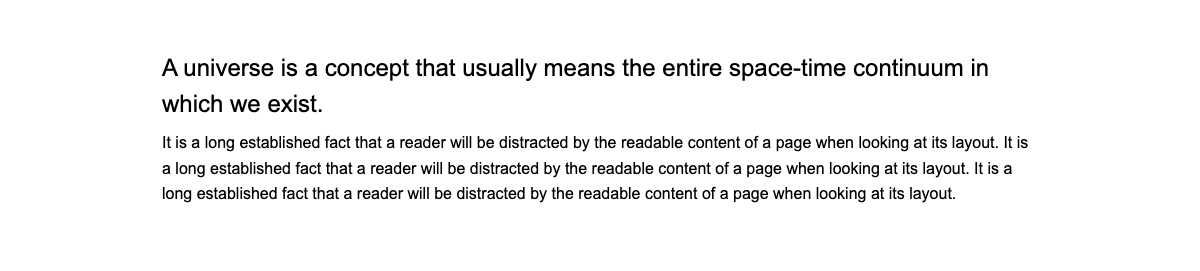 A universe is a concept that usually means the entire space-time continuum in
which we exist.
It is a long established fact that a reader will be distracted by the readable content of a page when looking at its layout. It is
a long established fact that a reader will be distracted by the readable content of a page when looking at its layout. It is a
long established fact that a reader will be distracted by the readable content of a page when looking at its layout.